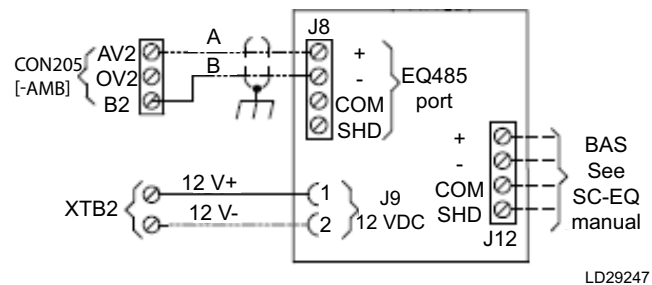 CON205
[-AMB]
AV2
OV2
B2
A
B
J8
+
-
COM
SHD
EQ485
port
XTB2
12 V+
12 V-
1
2
J9
12 VDC
+
-
COM
SHD
J12
BAS
See
SC-EQ
manual
LD29247